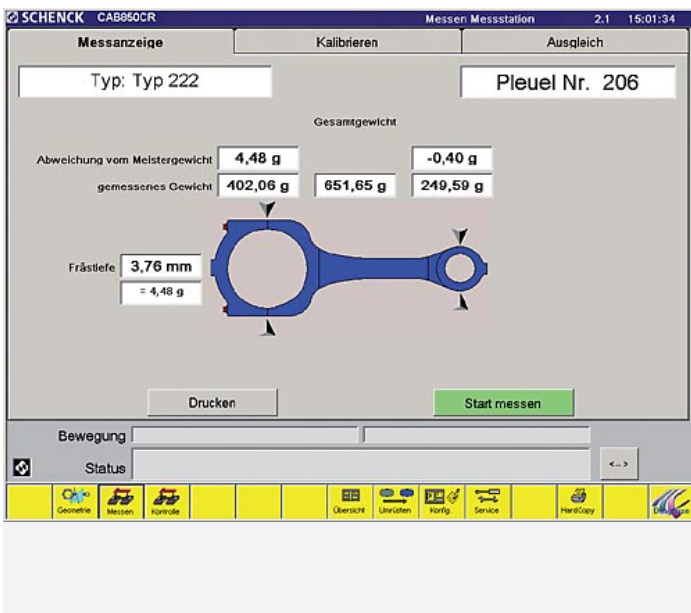 SCHENCK CAB850CR Messen Messstation 2.1 15:01:34
Messanzeige Kalibrieren Ausgleich
Typ: Typ 222 Pleuel Nr. 206
Gesamtgewicht
Abweichung vom Meistergewicht 4,48 g -0,40 g
gemessenes Gewicht 402,06 g 651,65 g 249,59 g
Frästiefe 3,76 mm
= 4,48 g
Drucken Start messen
Bewegung
Status <-->
Geometrie Messen Kontrolle Übersicht Umrüsten Konfig. Service HardCopy Diagnose